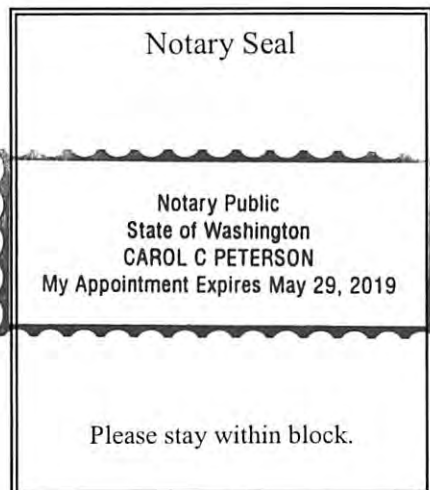 Notary Seal
Notary Public
State of Washington
CAROL C PETERSON
My Appointment Expires May 29, 2019
Please stay within block.